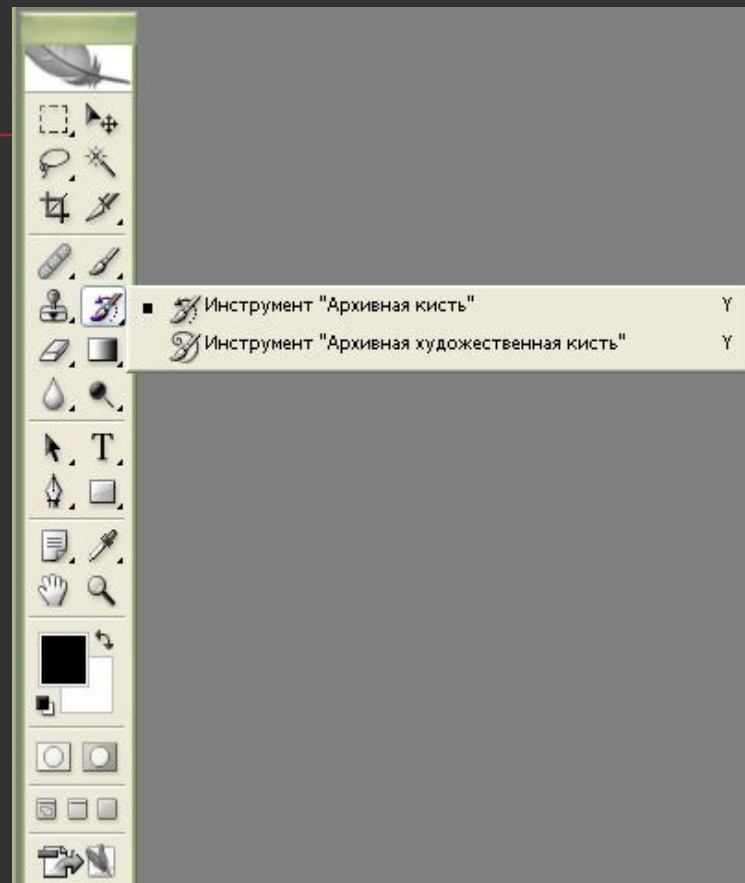 Инструмент "Архивная кисть" Y
Инструмент "Архивная художественная кисть" Y
T